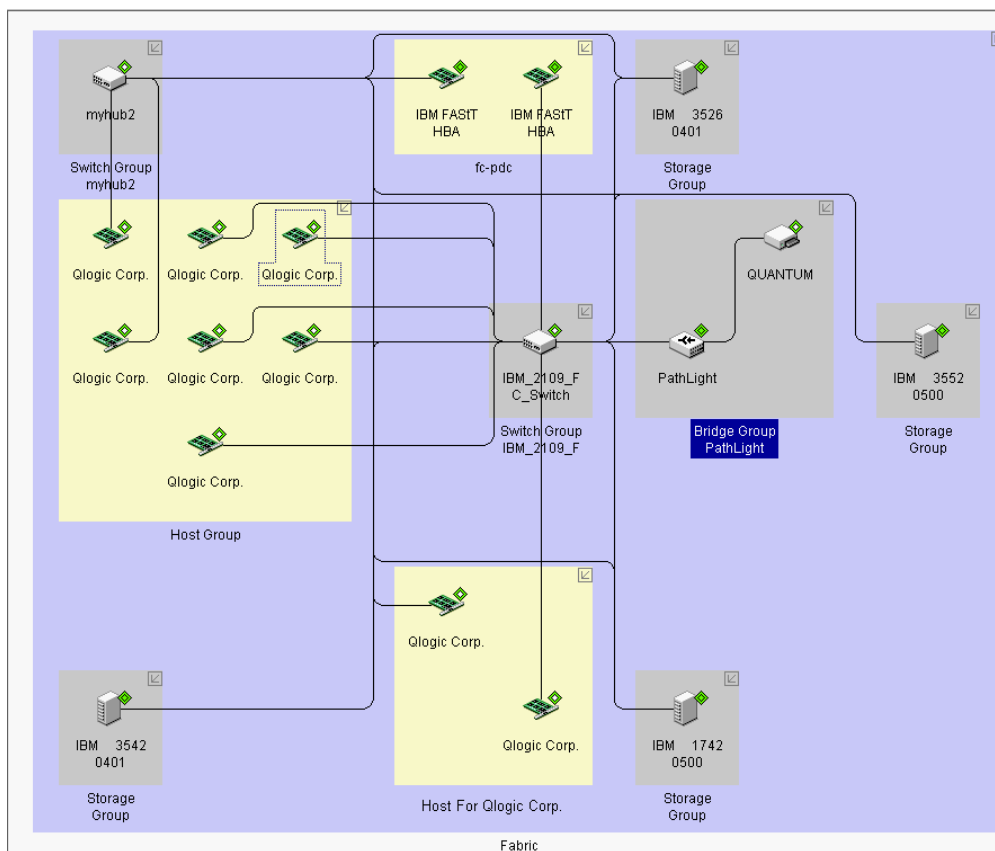 myhub2
Switch Group
myhub2
IBM FAStT
HBA
IBM FAStT
HBA
fc-pdc
IBM 3526
0401
Storage
Group
Qlogic Corp.
Qlogic Corp.
Qlogic Corp.
QUANTUM
Qlogic Corp.
Qlogic Corp.
Qlogic Corp.
IBM_2109_F
C_Switch
Switch Group
IBM_2109_F
PathLight
Bridge Group
PathLight
IBM 3552
0500
Storage
Group
Qlogic Corp.
Host Group
Qlogic Corp.
Qlogic Corp.
Host For Qlogic Corp.
IBM 3542
0401
Storage
Group
IBM 1742
0500
Storage
Group
Fabric